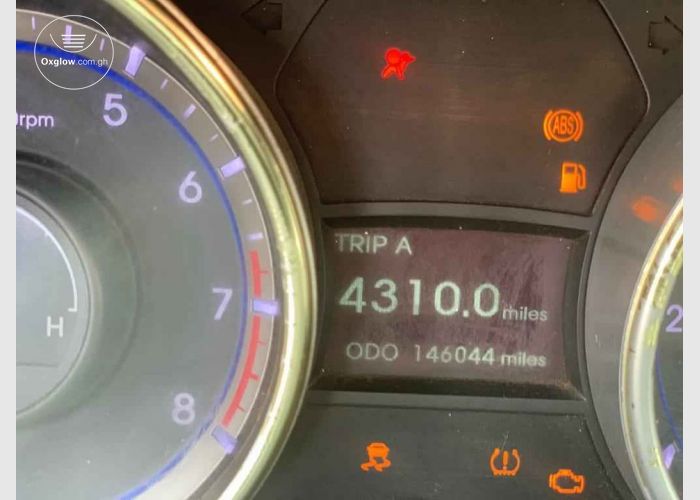 Oxglow.com.gh
5
rpm
6
7
8
H
ABS
TRIP A
4310.0 miles
ODO 146044 miles
2